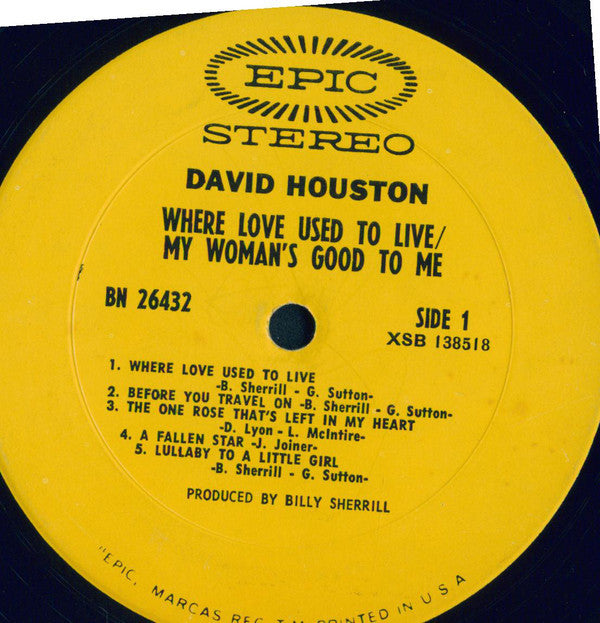 EPIC
STEREO
DAVID HOUSTON
WHERE LOVE USED TO LIVE/
MY WOMAN'S GOOD TO ME
BN 26432
SIDE 1
XSB 138518
1. WHERE LOVE USED TO LIVE
-B. Sherrill - G. Sutton-
2. BEFORE YOU TRAVEL ON -B. Sherrill - G. Sutton-
3. THE ONE ROSE THAT'S LEFT IN MY HEART
-D. Lyon - L. McIntire-
4. A FALLEN STAR -J. Joiner-
5. LULLABY TO A LITTLE GIRL
-B. Sherrill - G. Sutton-
PRODUCED BY BILLY SHERRILL
"EPIC, MARCAS REG. T.M. PRINTED IN U S A